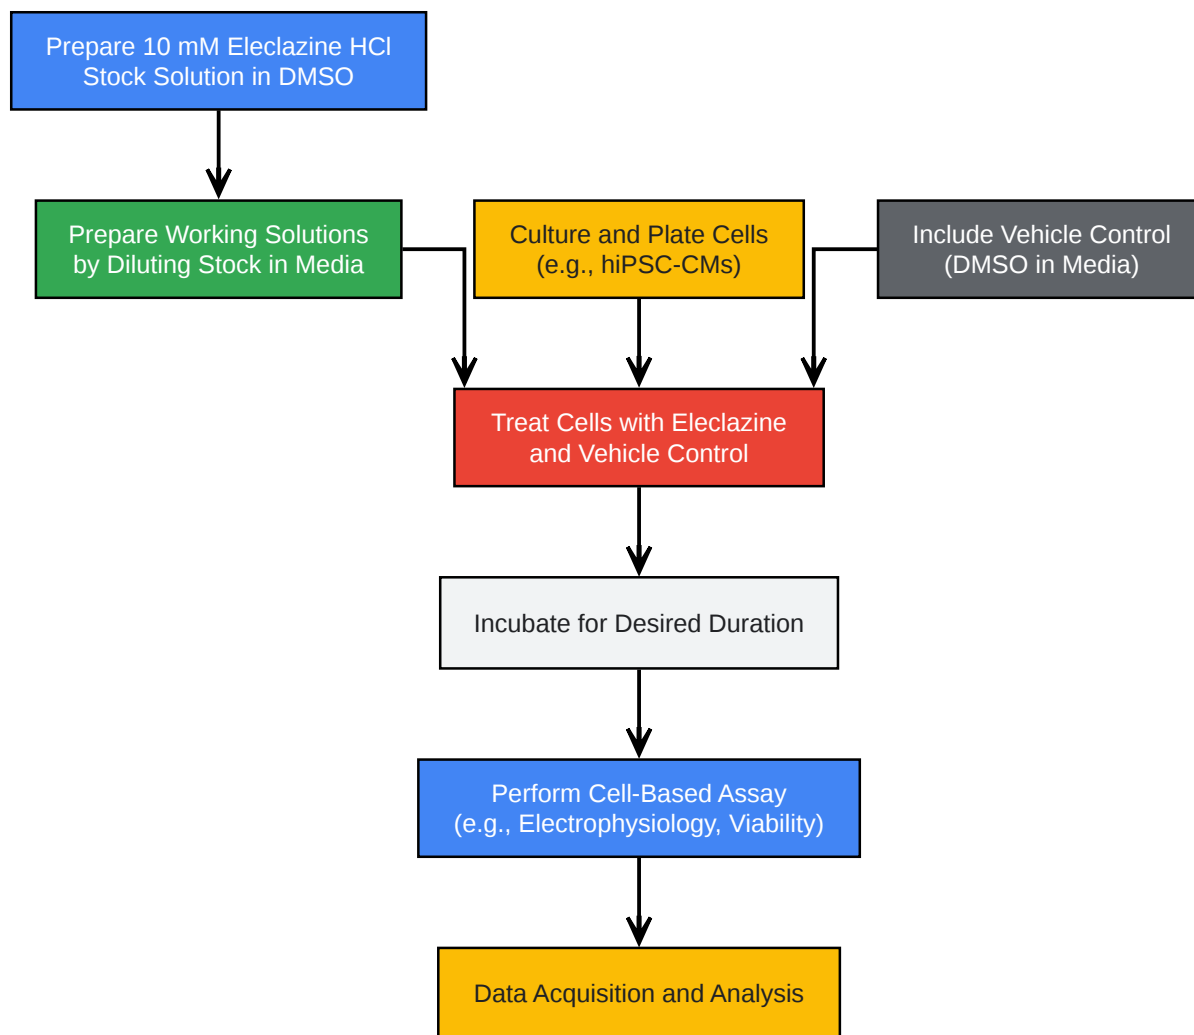 Prepare 10 mM Eleclazine HCl
Stock Solution in DMSO
Prepare Working Solutions
by Diluting Stock in Media
Culture and Plate Cells
(e.g., hiPSC-CMs)
Include Vehicle Control
(DMSO in Media)
Treat Cells with Eleclazine
and Vehicle Control
Incubate for Desired Duration
Perform Cell-Based Assay
(e.g., Electrophysiology, Viability)
Data Acquisition and Analysis